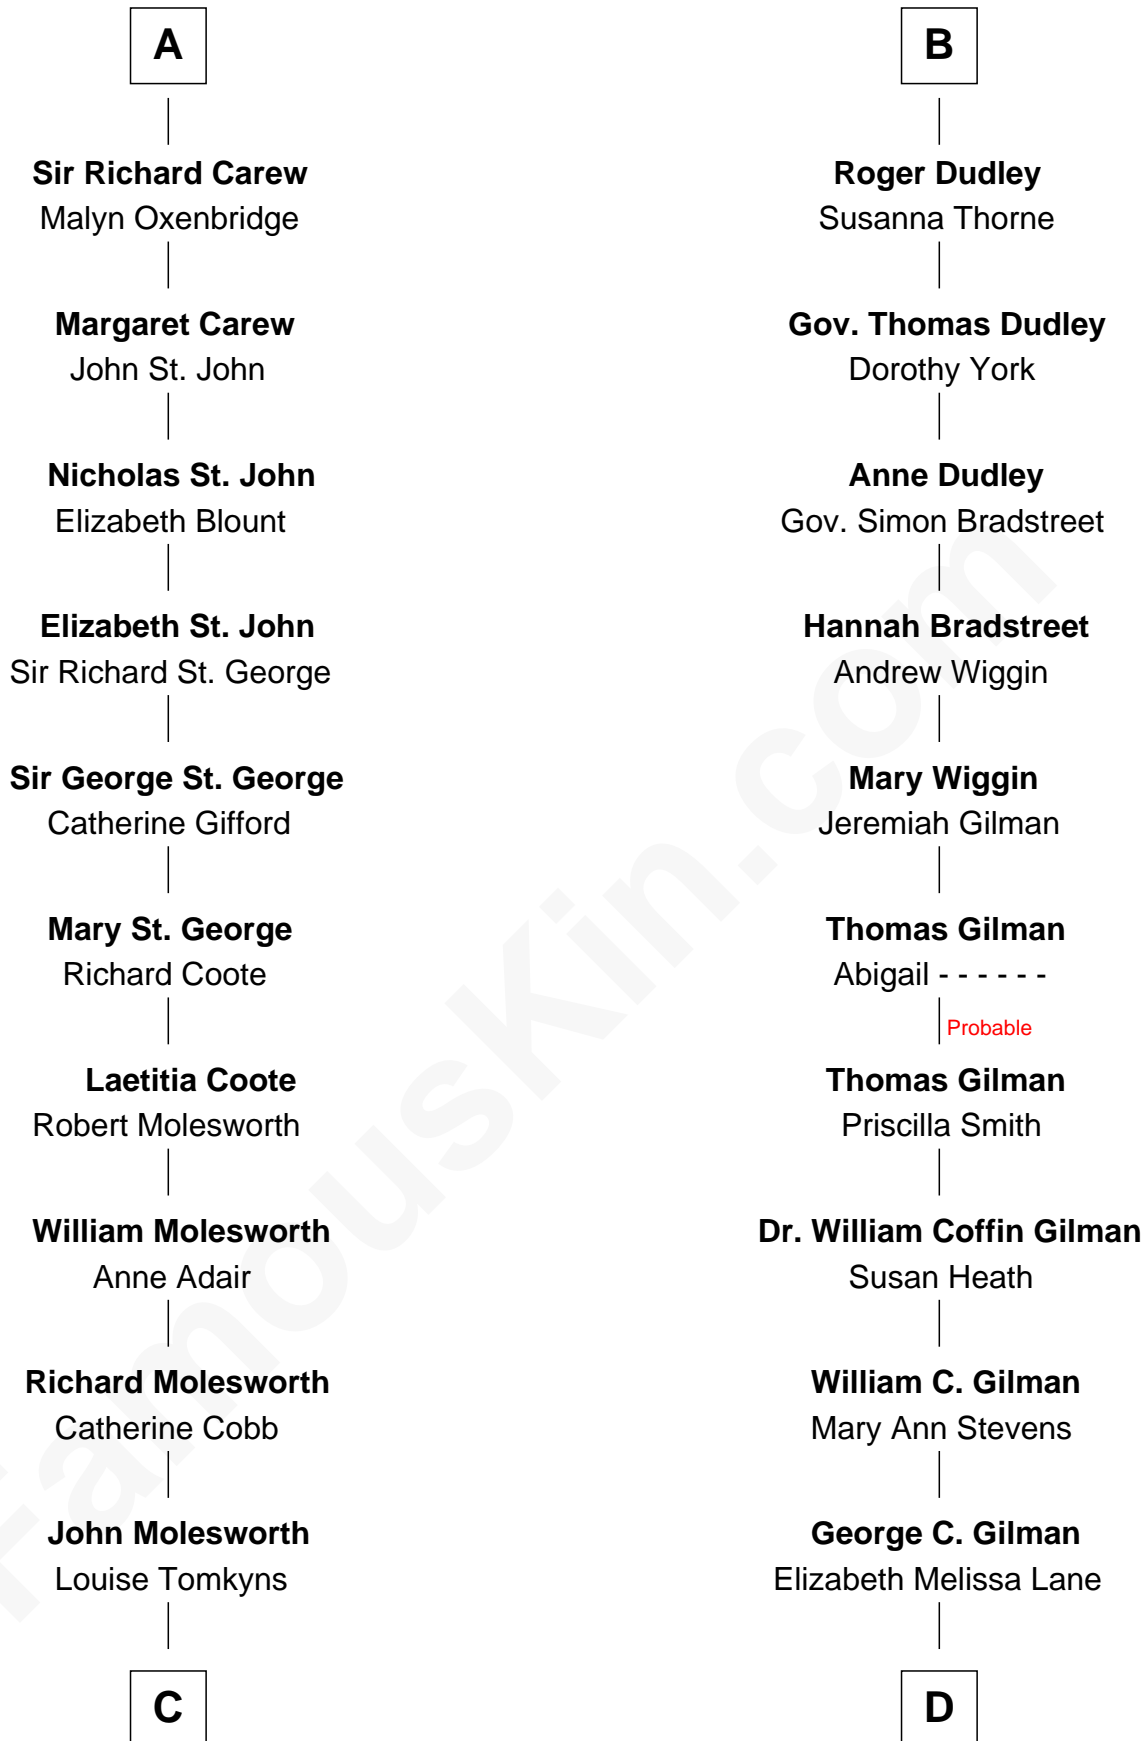 A
Sir Richard Carew
Malyn Oxenbridge
Margaret Carew
John St. John
Nicholas St. John
Elizabeth Blount
Elizabeth St. John
Sir Richard St. George
Sir George St. George
Catherine Gifford
Mary St. George
Richard Coote
Laetitia Coote
Robert Molesworth
William Molesworth
Anne Adair
Richard Molesworth
Catherine Cobb
John Molesworth
Louise Tomkyns
C
B
Roger Dudley
Susanna Thorne
Gov. Thomas Dudley
Dorothy York
Anne Dudley
Gov. Simon Bradstreet
Hannah Bradstreet
Andrew Wiggin
Mary Wiggin
Jeremiah Gilman
Thomas Gilman
Abigail - - - - - -
Probable
Thomas Gilman
Priscilla Smith
Dr. William Coffin Gilman
Susan Heath
William C. Gilman
Mary Ann Stevens
George C. Gilman
Elizabeth Melissa Lane
D
FamousKin.com